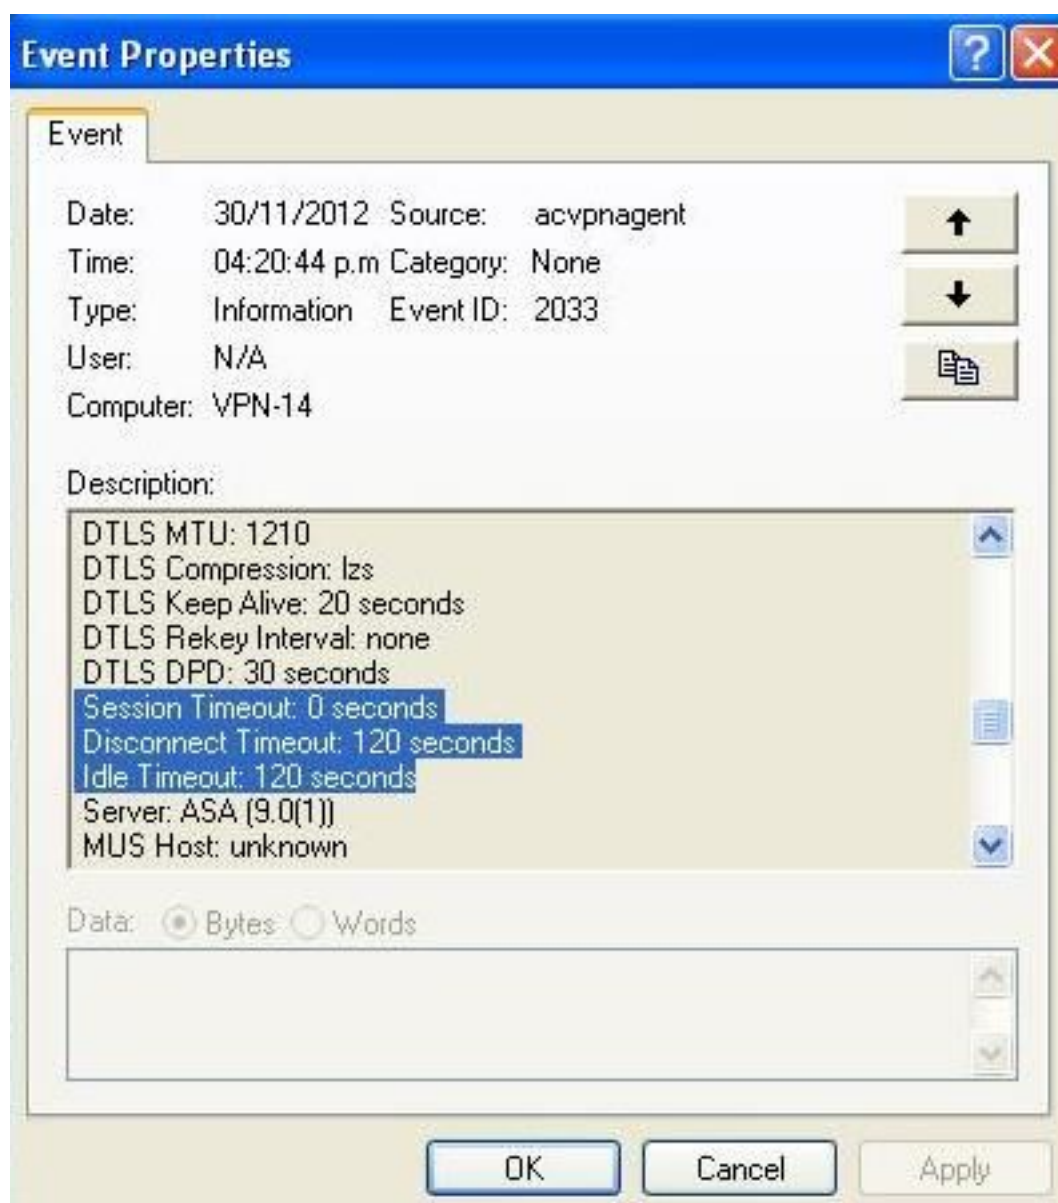 Event Properties
Event
Date: 30/11/2012 Source: acvpnagent
Time: 04:20:44 p.m Category: None
Type: Information Event ID: 2033
User: N/A
Computer: VPN-14
Description:
DTLS MTU: 1210
DTLS Compression: lzs
DTLS Keep Alive: 20 seconds
DTLS Rekey Interval: none
DTLS DPD: 30 seconds
Session Timeout: 0 seconds
Disconnect Timeout: 120 seconds
Idle Timeout: 120 seconds
Server: ASA (9.0(1))
MUS Host: unknown
Data: Bytes Words
OK Cancel Apply